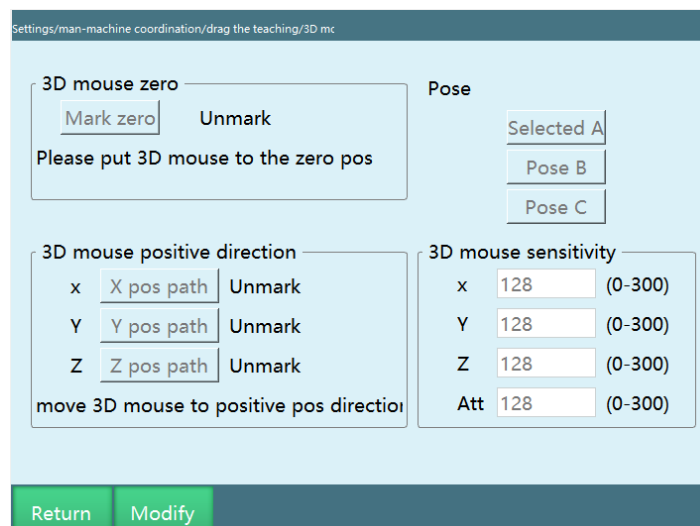 Settings/man-machine coordination/drag the teaching/3D mo
3D mouse zero
Mark zero Unmark
Please put 3D mouse to the zero pos
Pose
Selected A
Pose B
Pose C
3D mouse positive direction
x X pos path Unmark
Y Y pos path Unmark
Z Z pos path Unmark
move 3D mouse to positive pos direction
3D mouse sensitivity
x 128 (0-300)
Y 128 (0-300)
Z 128 (0-300)
Att 128 (0-300)
Return Modify